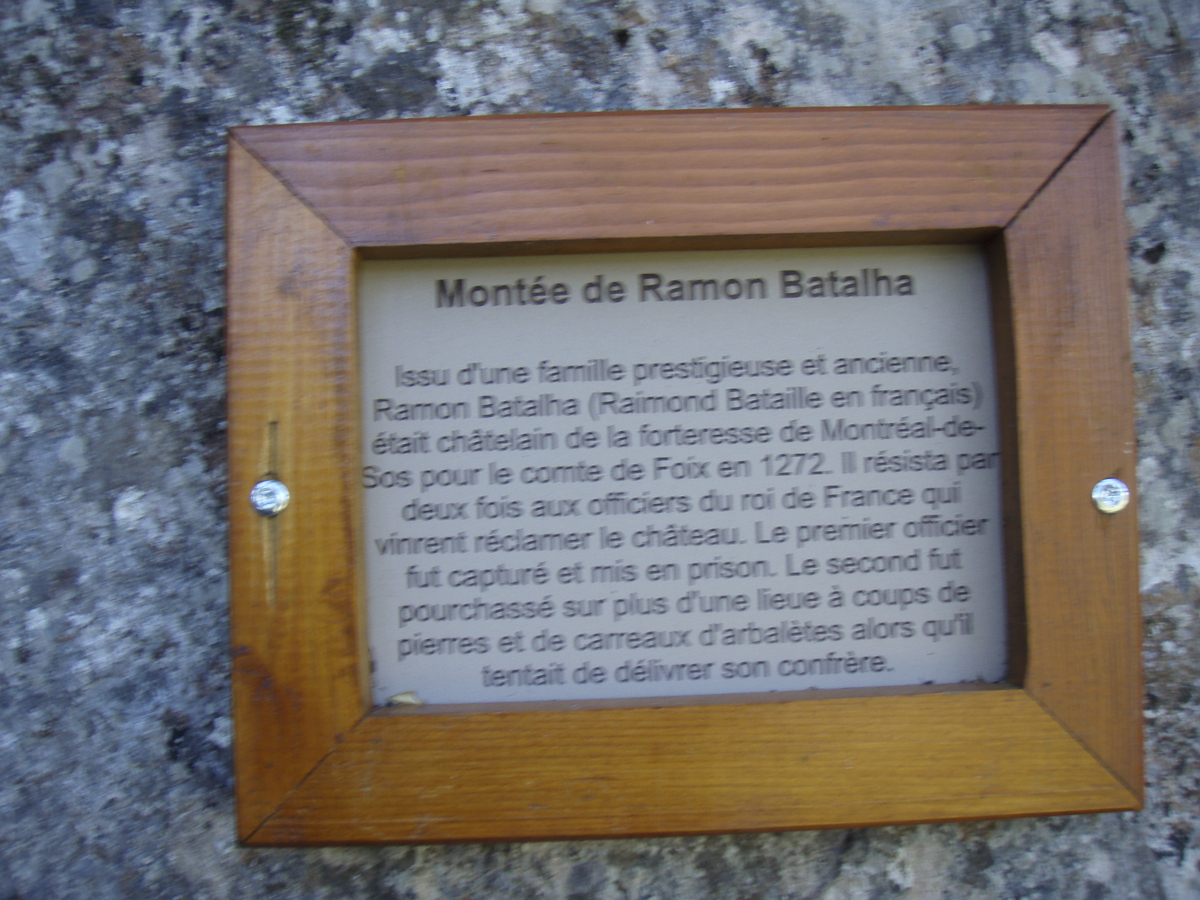 Montée de Ramon Batalha
Issu d'une famille prestigieuse et ancienne,
Ramon Batalha (Raimond Bataille en français)
était châtelain de la forteresse de Montréal-de-
Sos pour le comte de Foix en 1272. Il résista par
deux fois aux officiers du roi de France qui
vinrent réclamer le château. Le premier officier
fut capturé et mis en prison. Le second fut
pourchassé sur plus d'une lieue à coups de
pierres et de carreaux d'arbalètes alors qu'il
tentait de délivrer son confrère.